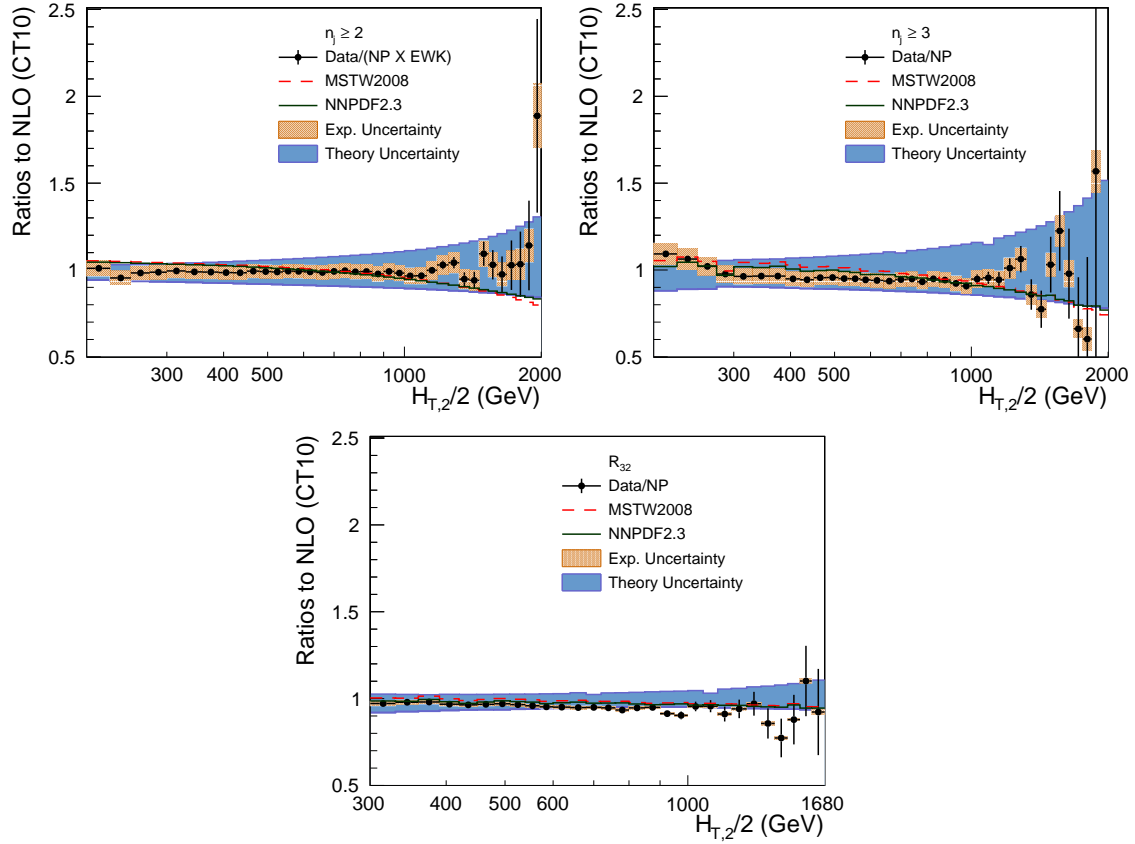 Ratios to NLO (CT10)
2.5
2
1.5
1
0.5
n_j ≥ 2
Data/(NP X EWK)
MSTW2008
NNPDF2.3
Exp. Uncertainty
Theory Uncertainty
300 400 500 1000 2000
H_T,2/2 (GeV)
Ratios to NLO (CT10)
2.5
2
1.5
1
0.5
n_j ≥ 3
Data/NP
MSTW2008
NNPDF2.3
Exp. Uncertainty
Theory Uncertainty
300 400 500 1000 2000
H_T,2/2 (GeV)
Ratios to NLO (CT10)
2.5
2
1.5
1
0.5
R_32
Data/NP
MSTW2008
NNPDF2.3
Exp. Uncertainty
Theory Uncertainty
300 400 500 600 1000 1680
H_T,2/2 (GeV)